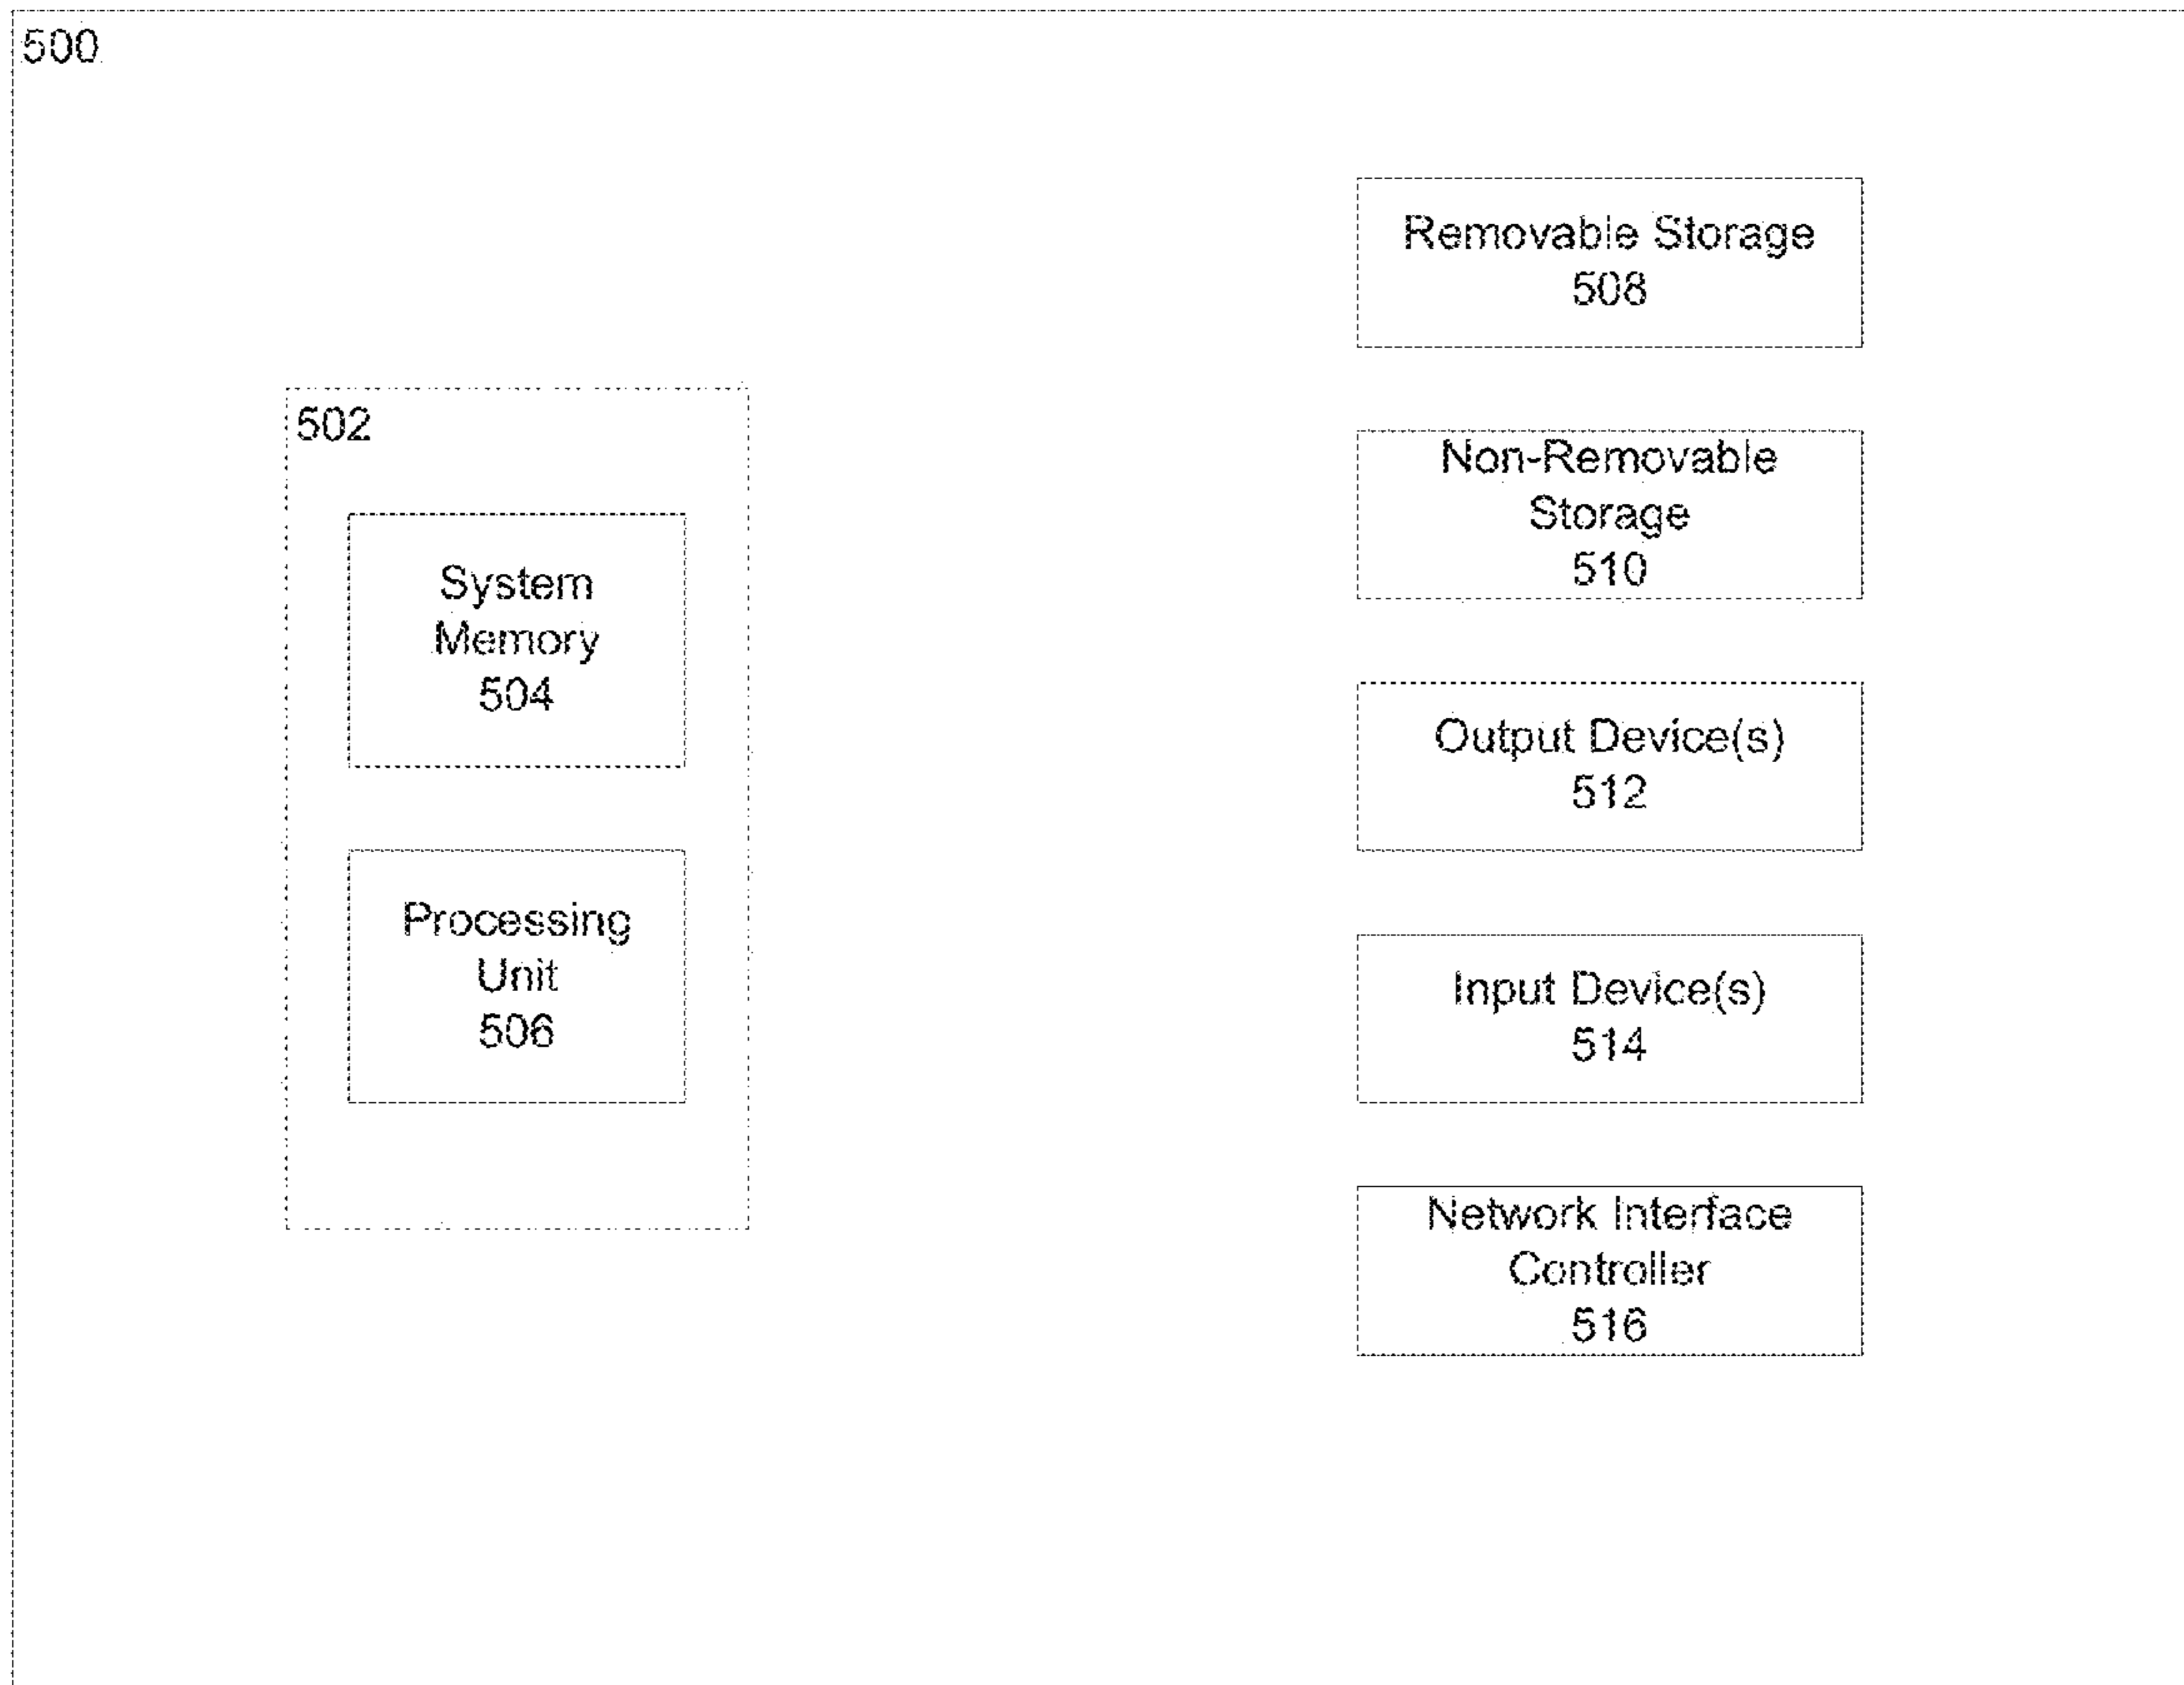 500
502
System
Memory
504
Processing
Unit
506
Removable Storage
508
Non-Removable
Storage
510
Output Device(s)
512
Input Device(s)
514
Network Interface
Controller
516